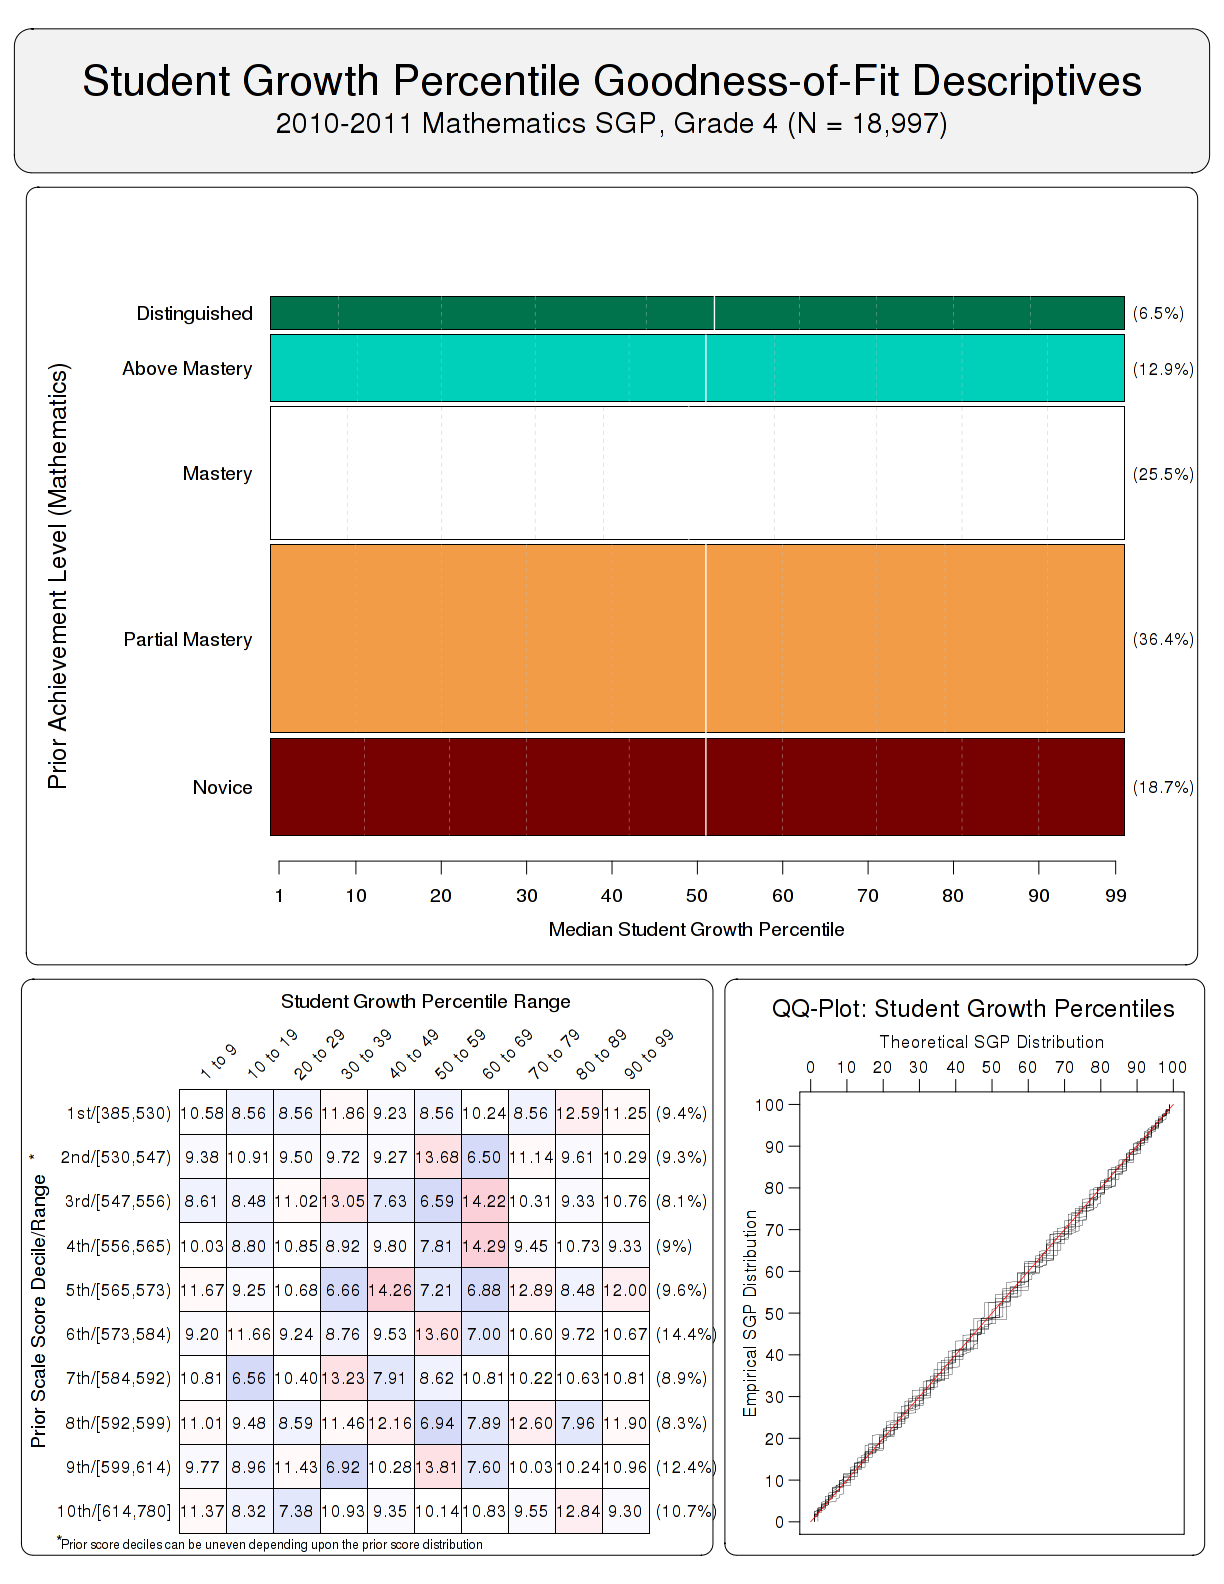 Student Growth Percentile Goodness-of-Fit Descriptives
2010-2011 Mathematics SGP, Grade 4 (N = 18,997)
Prior Achievement Level (Mathematics)
Distinguished (6.5%)
Above Mastery (12.9%)
Mastery (25.5%)
Partial Mastery (36.4%)
Novice (18.7%)
1 10 20 30 40 50 60 70 80 90 99
Median Student Growth Percentile
Student Growth Percentile Range
1 to 9 10 to 19 20 to 29 30 to 39 40 to 49 50 to 59 60 to 69 70 to 79 80 to 89 90 to 99
Prior Scale Score Decile/Range *
1st/[385,530) 10.58 8.56 8.56 11.86 9.23 8.56 10.24 8.56 12.59 11.25 (9.4%)
2nd/[530,547) 9.38 10.91 9.50 9.72 9.27 13.68 6.50 11.14 9.61 10.29 (9.3%)
3rd/[547,556) 8.61 8.48 11.02 13.05 7.63 6.59 14.22 10.31 9.33 10.76 (8.1%)
4th/[556,565) 10.03 8.80 10.85 8.92 9.80 7.81 14.29 9.45 10.73 9.33 (9%)
5th/[565,573) 11.67 9.25 10.68 6.66 14.26 7.21 6.88 12.89 8.48 12.00 (9.6%)
6th/[573,584) 9.20 11.66 9.24 8.76 9.53 13.60 7.00 10.60 9.72 10.67 (14.4%)
7th/[584,592) 10.81 6.56 10.40 13.23 7.91 8.62 10.81 10.22 10.63 10.81 (8.9%)
8th/[592,599) 11.01 9.48 8.59 11.46 12.16 6.94 7.89 12.60 7.96 11.90 (8.3%)
9th/[599,614) 9.77 8.96 11.43 6.92 10.28 13.81 7.60 10.03 10.24 10.96 (12.4%)
10th/[614,780] 11.37 8.32 7.38 10.93 9.35 10.14 10.83 9.55 12.84 9.30 (10.7%)
*Prior score deciles can be uneven depending upon the prior score distribution
QQ-Plot: Student Growth Percentiles
Theoretical SGP Distribution
0 10 20 30 40 50 60 70 80 90 100
Empirical SGP Distribution
100
90
80
70
60
50
40
30
20
10
0